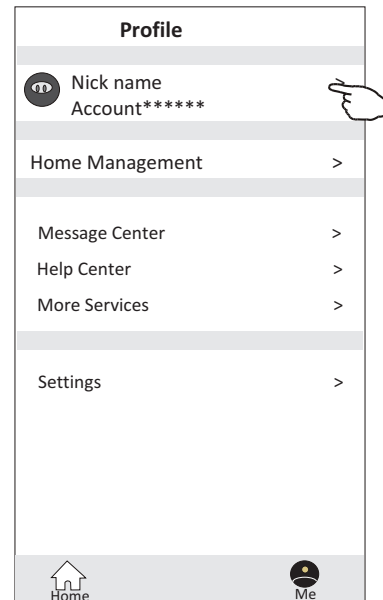 Profile
Nick name
Account******
Home Management >
Message Center >
Help Center >
More Services >
Settings >
Home Me